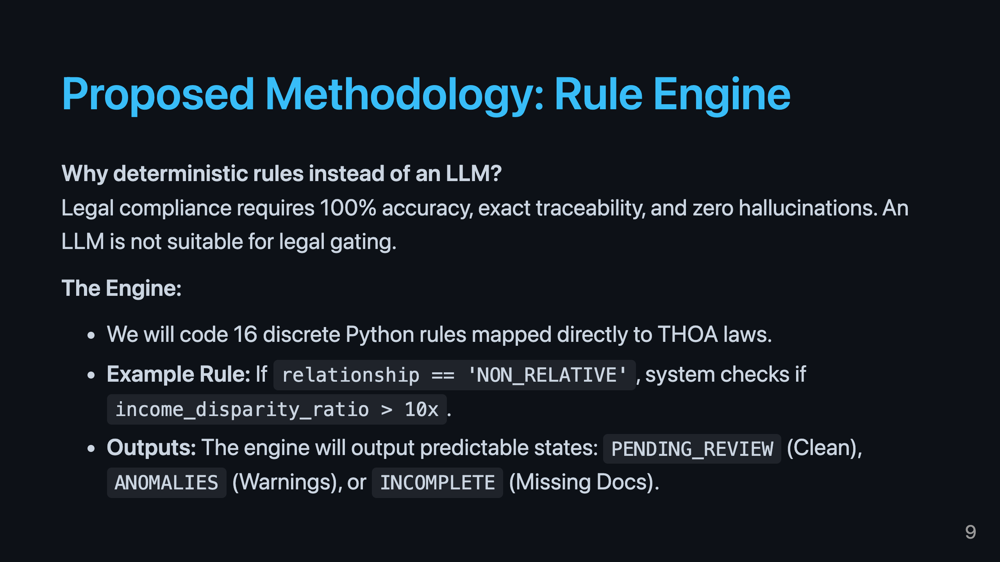 Proposed Methodology: Rule Engine
Why deterministic rules instead of an LLM?
Legal compliance requires 100% accuracy, exact traceability, and zero hallucinations. An
LLM is not suitable for legal gating.
The Engine:
• We will code 16 discrete Python rules mapped directly to THOA laws.
• Example Rule: If relationship == 'NON_RELATIVE', system checks if
income_disparity_ratio > 10x.
• Outputs: The engine will output predictable states: PENDING_REVIEW (Clean),
ANOMALIES (Warnings), or INCOMPLETE (Missing Docs).
9